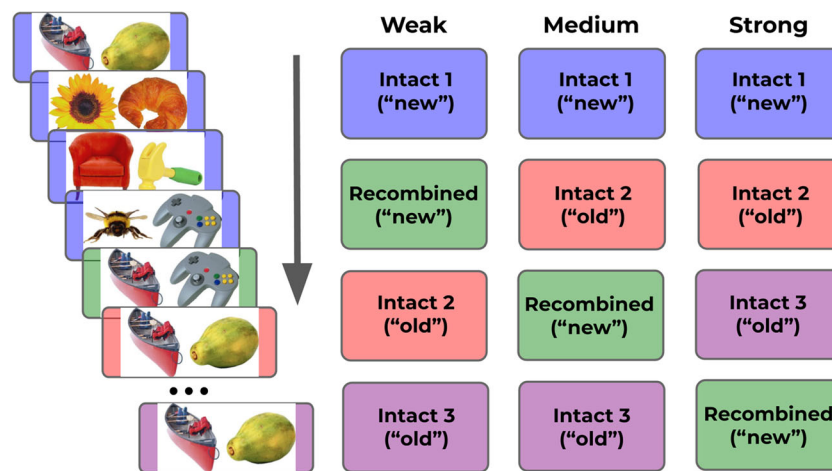 Weak Medium Strong
Intact 1 Intact 1 Intact 1
(“new”) (“new”) (“new”)
Recombined Intact 2 Intact 2
(“new”) (“old”) (“old”)
Intact 2 Recombined Intact 3
(“old”) (“new”) (“old”)
Intact 3 Intact 3 Recombined
(“old”) (“old”) (“new”)